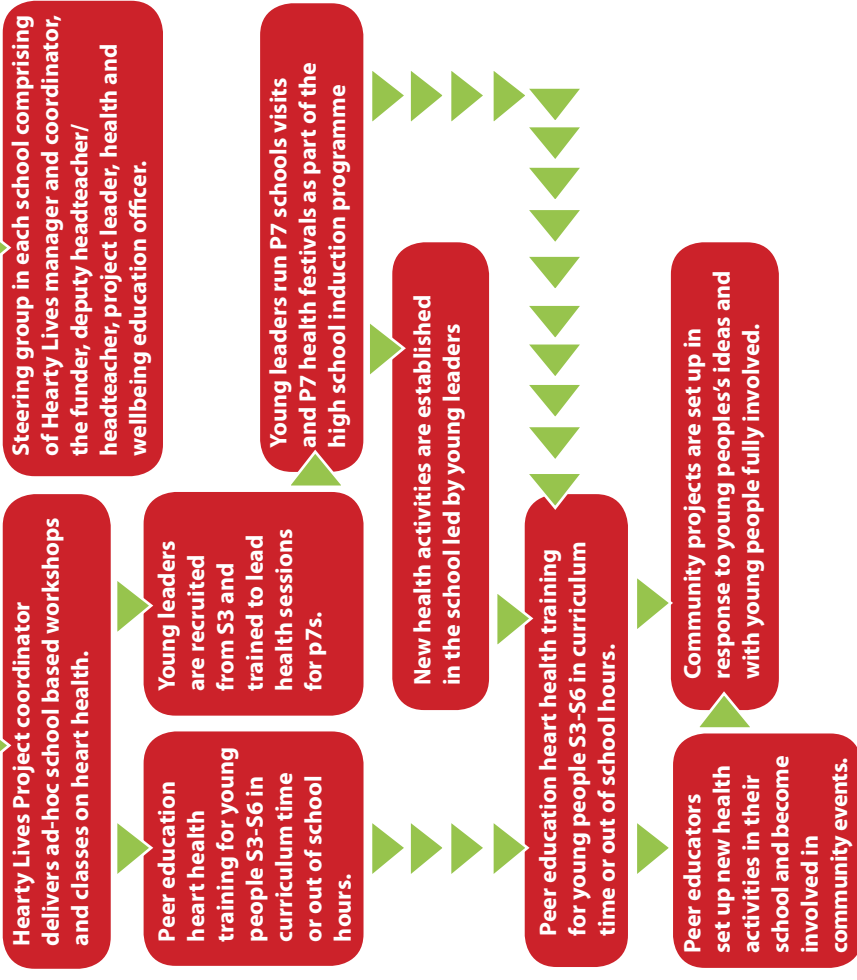 Hearty Lives Project coordinator
delivers ad-hoc school based workshops
and classes on heart health.
Steering group in each school comprising
of Hearty Lives manager and coordinator,
the funder, deputy headteacher/
headteacher, project leader, health and
wellbeing education officer.
Peer education
heart health
training for young
people S3-S6 in
curriculum time
or out of school
hours.
Young leaders
are recruited
from S3 and
trained to lead
health sessions
for p7s.
Young leaders run P7 schools visits
and P7 health festivals as part of the
high school induction programme
New health activities are established
in the school led by young leaders
Peer education heart health training
for young people S3-S6 in curriculum
time or out of school hours.
Peer educators
set up new health
activities in their
school and become
involved in
community events.
Community projects are set up in
response to young peoples's ideas and
with young people fully involved.